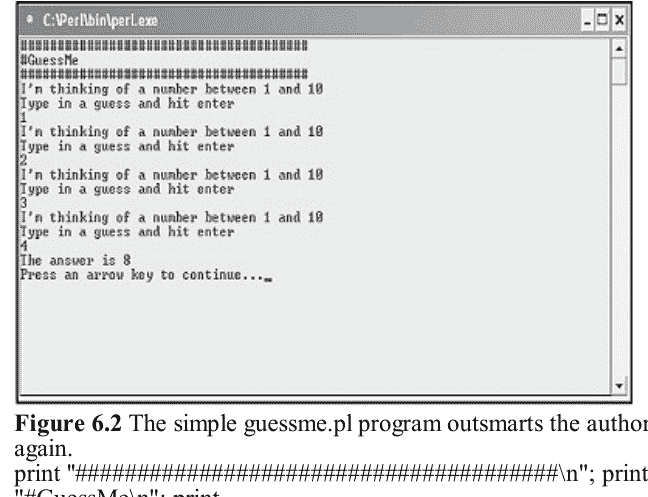 C:\Perl\bin\perl.exe
#######################################
#GuessMe
#######################################
I'm thinking of a number between 1 and 10
Type in a guess and hit enter
1
I'm thinking of a number between 1 and 10
Type in a guess and hit enter
2
I'm thinking of a number between 1 and 10
Type in a guess and hit enter
3
I'm thinking of a number between 1 and 10
Type in a guess and hit enter
4
The answer is 8
Press an arrow key to continue..._
Figure 6.2 The simple guessme.pl program outsmarts the author
again.
print "#######################################\n"; print
"#GuessMe\n"; print